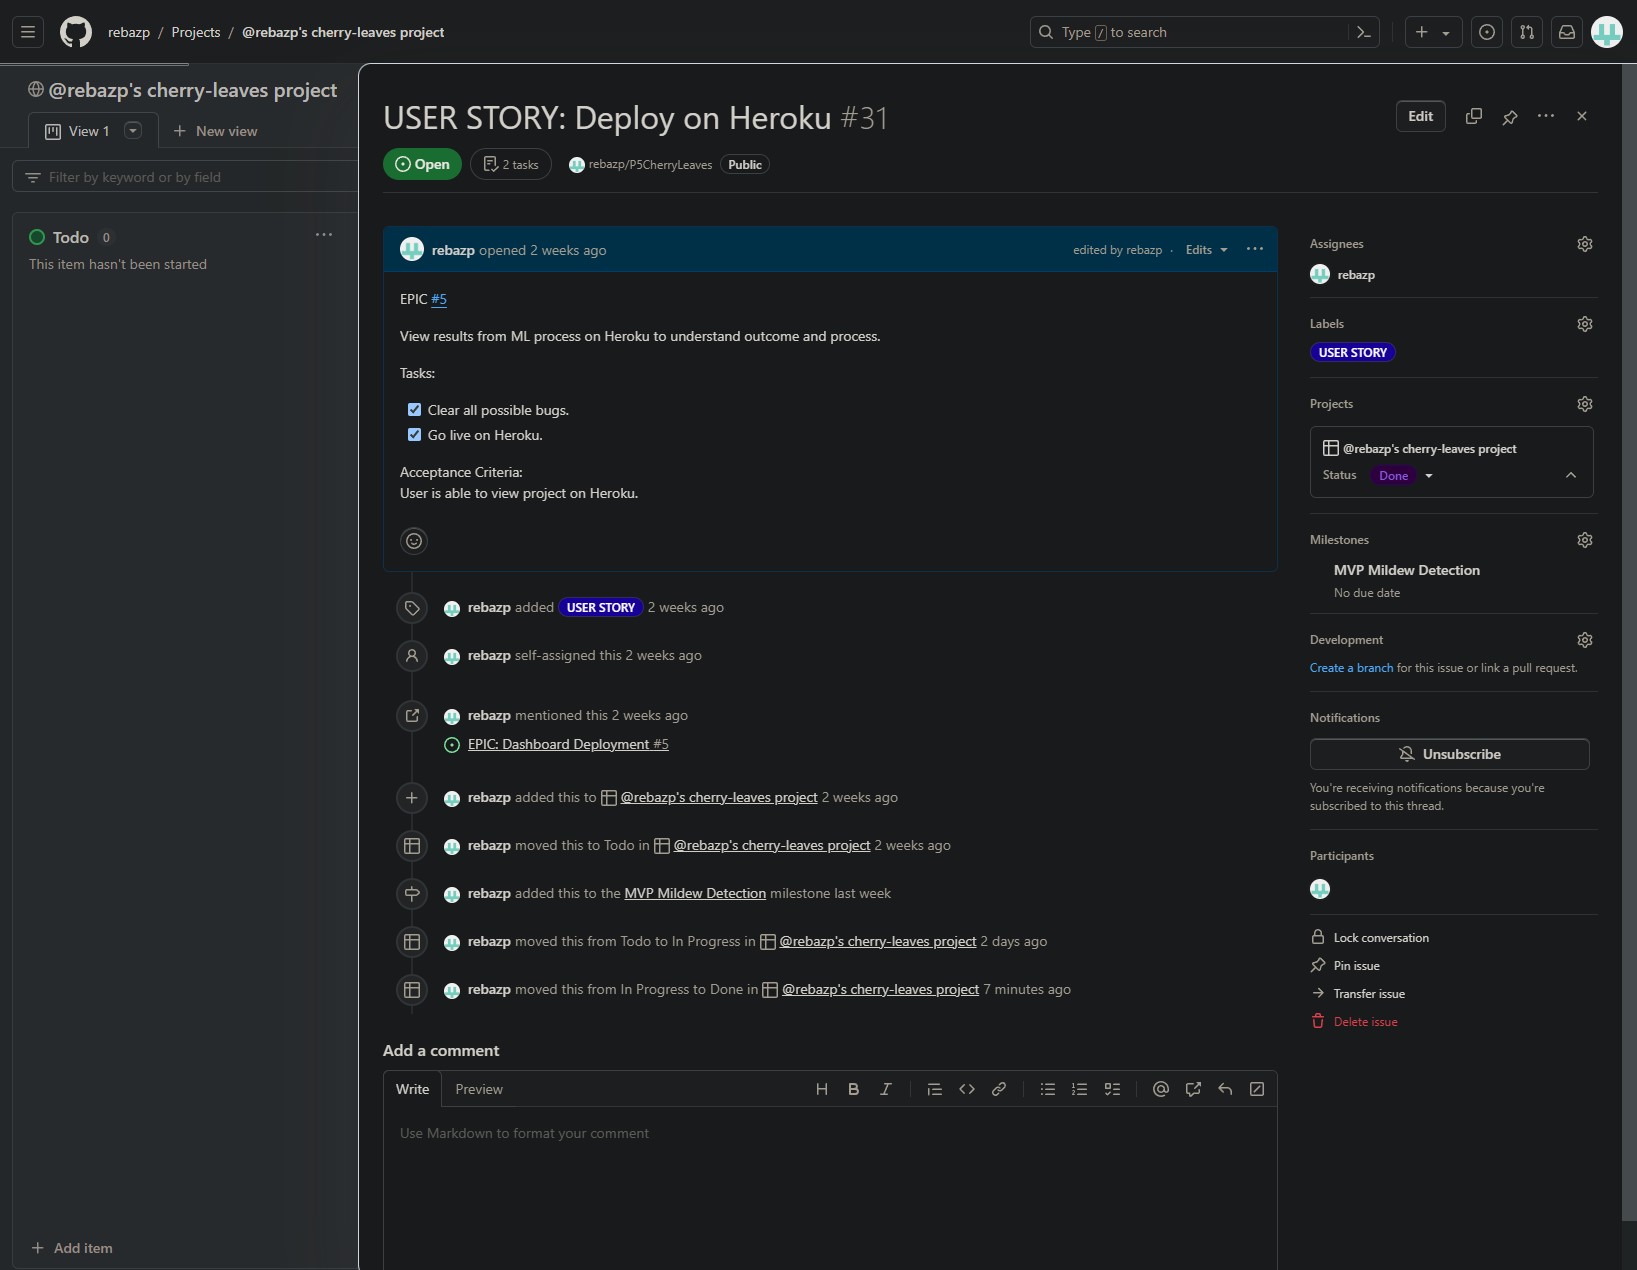 rebazp / Projects / @rebazp's cherry-leaves project
Type / to search
@rebazp's cherry-leaves project
View 1
New view
Filter by keyword or by field
Todo 0
This item hasn't been started
Add item
USER STORY: Deploy on Heroku #31
Edit
Open
2 tasks
rebazp/P5CherryLeaves
Public
rebazp opened 2 weeks ago
edited by rebazp · Edits
EPIC #5
View results from ML process on Heroku to understand outcome and process.
Tasks:
Clear all possible bugs.
Go live on Heroku.
Acceptance Criteria:
User is able to view project on Heroku.
rebazp added USER STORY 2 weeks ago
rebazp self-assigned this 2 weeks ago
rebazp mentioned this 2 weeks ago
EPIC: Dashboard Deployment #5
rebazp added this to @rebazp's cherry-leaves project 2 weeks ago
rebazp moved this to Todo in @rebazp's cherry-leaves project 2 weeks ago
rebazp added this to the MVP Mildew Detection milestone last week
rebazp moved this from Todo to In Progress in @rebazp's cherry-leaves project 2 days ago
rebazp moved this from In Progress to Done in @rebazp's cherry-leaves project 7 minutes ago
Add a comment
Write
Preview
Use Markdown to format your comment
Assignees
rebazp
Labels
USER STORY
Projects
@rebazp's cherry-leaves project
Status Done
Milestones
MVP Mildew Detection
No due date
Development
Create a branch for this issue or link a pull request.
Notifications
Unsubscribe
You're receiving notifications because you're
subscribed to this thread.
Participants
Lock conversation
Pin issue
Transfer issue
Delete issue